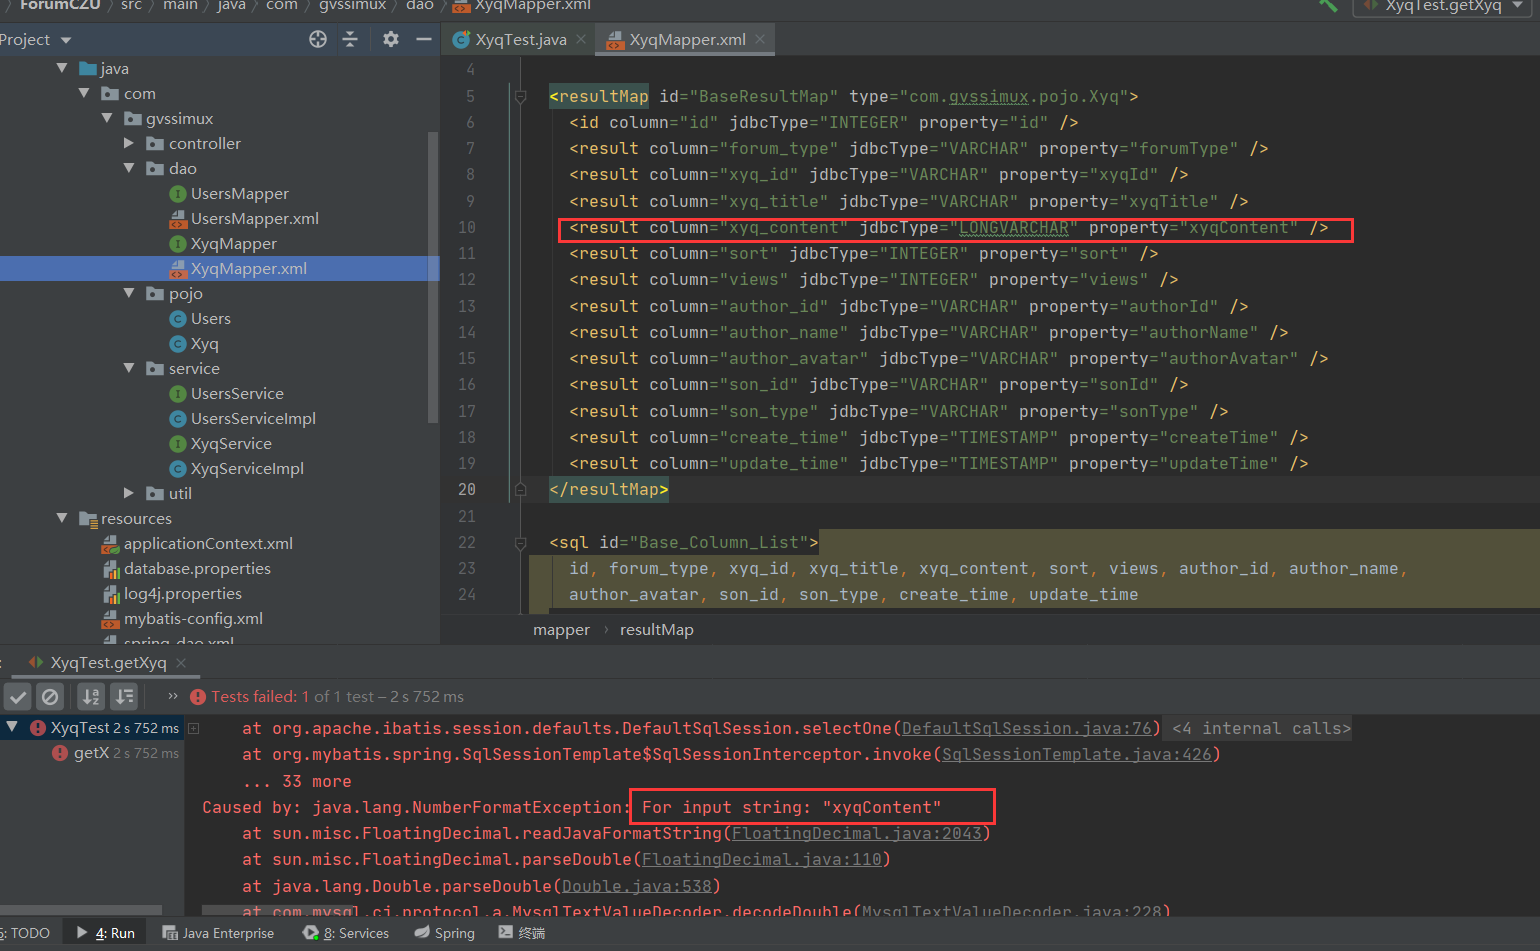 ForumCZU › src › main › java › com › gvssimux › dao › XyqMapper.xml
XyqTest.getXyq
Project
XyqTest.java
XyqMapper.xml
java
com
gvssimux
controller
dao
UsersMapper
UsersMapper.xml
XyqMapper
XyqMapper.xml
pojo
Users
Xyq
service
UsersService
UsersServiceImpl
XyqService
XyqServiceImpl
util
resources
applicationContext.xml
database.properties
log4j.properties
mybatis-config.xml
spring-dao.xml
4
5 <resultMap id="BaseResultMap" type="com.gvssimux.pojo.Xyq">
6 <id column="id" jdbcType="INTEGER" property="id" />
7 <result column="forum_type" jdbcType="VARCHAR" property="forumType" />
8 <result column="xyq_id" jdbcType="VARCHAR" property="xyqId" />
9 <result column="xyq_title" jdbcType="VARCHAR" property="xyqTitle" />
10 <result column="xyq_content" jdbcType="LONGVARCHAR" property="xyqContent" />
11 <result column="sort" jdbcType="INTEGER" property="sort" />
12 <result column="views" jdbcType="INTEGER" property="views" />
13 <result column="author_id" jdbcType="VARCHAR" property="authorId" />
14 <result column="author_name" jdbcType="VARCHAR" property="authorName" />
15 <result column="author_avatar" jdbcType="VARCHAR" property="authorAvatar" />
16 <result column="son_id" jdbcType="VARCHAR" property="sonId" />
17 <result column="son_type" jdbcType="VARCHAR" property="sonType" />
18 <result column="create_time" jdbcType="TIMESTAMP" property="createTime" />
19 <result column="update_time" jdbcType="TIMESTAMP" property="updateTime" />
20 </resultMap>
21
22 <sql id="Base_Column_List">
23 id, forum_type, xyq_id, xyq_title, xyq_content, sort, views, author_id, author_name,
24 author_avatar, son_id, son_type, create_time, update_time
mapper › resultMap
XyqTest.getXyq
» Tests failed: 1 of 1 test – 2 s 752 ms
XyqTest 2 s 752 ms
getX 2 s 752 ms
at org.apache.ibatis.session.defaults.DefaultSqlSession.selectOne(DefaultSqlSession.java:76) <4 internal calls>
at org.mybatis.spring.SqlSessionTemplate$SqlSessionInterceptor.invoke(SqlSessionTemplate.java:426)
... 33 more
Caused by: java.lang.NumberFormatException: For input string: "xyqContent"
at sun.misc.FloatingDecimal.readJavaFormatString(FloatingDecimal.java:2043)
at sun.misc.FloatingDecimal.parseDouble(FloatingDecimal.java:110)
at java.lang.Double.parseDouble(Double.java:538)
at com.mysql.cj.protocol.a.MysqlTextValueDecoder.decodeDouble(MysqlTextValueDecoder.java:228)
6: TODO
4: Run
Java Enterprise
8: Services
Spring
终端